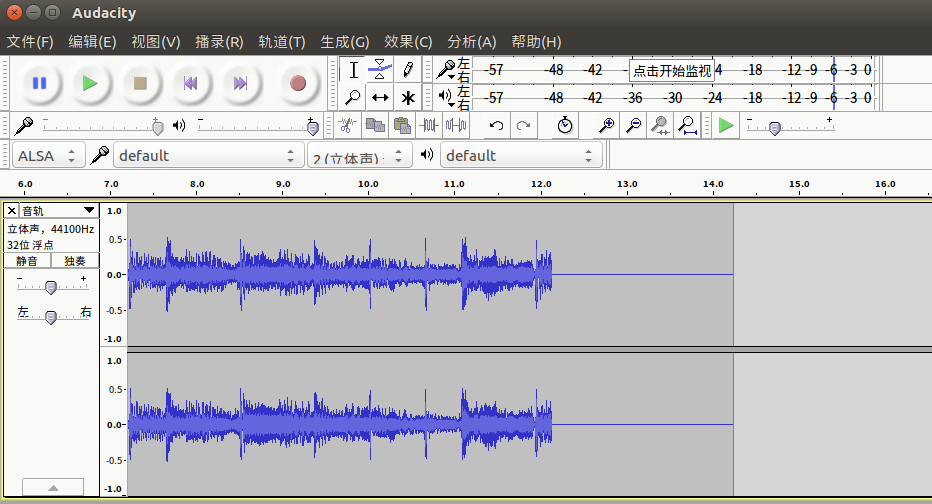 Audacity
文件(F) 编辑(E) 视图(V) 播录(R) 轨道(T) 生成(G) 效果(C) 分析(A) 帮助(H)
左 右 -57 -48 -42 点击开始监视 4 -18 -12 -9 -6 -3 0
左 右 -57 -48 -42 -36 -30 -24 -18 -12 -9 -6 -3 0
ALSA default 2 (立体声) default
6.0 7.0 8.0 9.0 10.0 11.0 12.0 13.0 14.0 15.0 16.0
音轨 1.0
立体声，44100Hz 0.5
32位 浮点
静音 独奏 0.0
- +
左 右 -0.5
-1.0
1.0
0.5
0.0
-0.5
-1.0